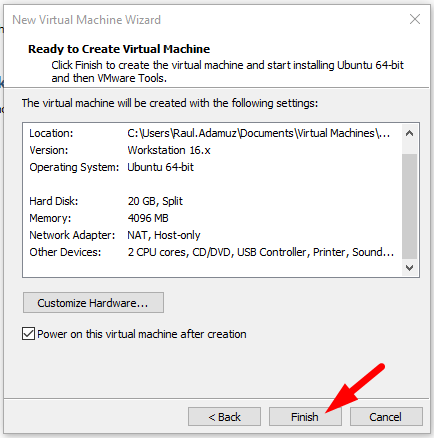 New Virtual Machine Wizard
Ready to Create Virtual Machine
Click Finish to create the virtual machine and start installing Ubuntu 64-bit
and then VMware Tools.
The virtual machine will be created with the following settings:
Location: C:\Users\Raul.Adamuz\Documents\Virtual Machines\...
Version: Workstation 16.x
Operating System: Ubuntu 64-bit
Hard Disk: 20 GB, Split
Memory: 4096 MB
Network Adapter: NAT, Host-only
Other Devices: 2 CPU cores, CD/DVD, USB Controller, Printer, Sound...
Customize Hardware...
Power on this virtual machine after creation
< Back Finish Cancel